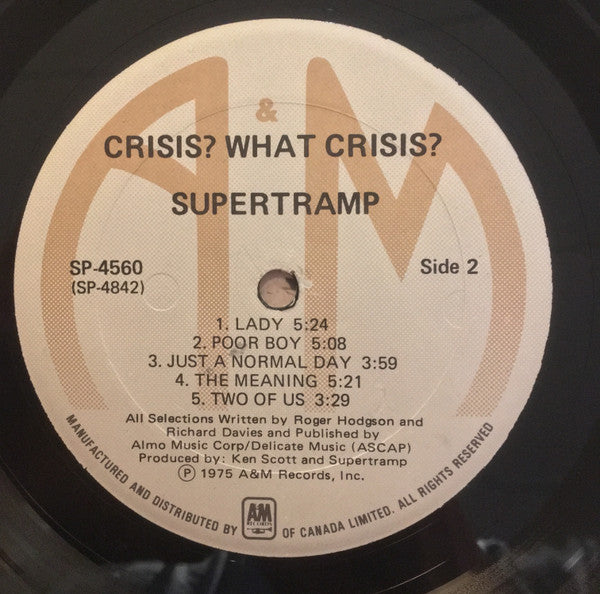 &
CRISIS? WHAT CRISIS?
SUPERTRAMP
SP-4560
(SP-4842)
Side 2
1. LADY 5:24
2. POOR BOY 5:08
3. JUST A NORMAL DAY 3:59
4. THE MEANING 5:21
5. TWO OF US 3:29
All Selections Written by Roger Hodgson and
Richard Davies and Published by
Almo Music Corp/Delicate Music (ASCAP)
Produced by: Ken Scott and Supertramp
Ⓟ 1975 A&M Records, Inc.
MANUFACTURED AND DISTRIBUTED BY A&M RECORDS OF CANADA LIMITED. ALL RIGHTS RESERVED
AM